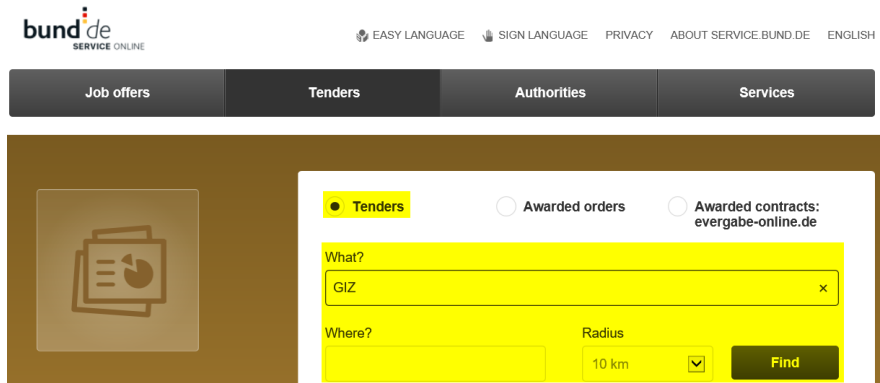 bund.de
SERVICE ONLINE
EASY LANGUAGE SIGN LANGUAGE PRIVACY ABOUT SERVICE.BUND.DE ENGLISH
Job offers Tenders Authorities Services
Tenders Awarded orders Awarded contracts:
evergabe-online.de
What?
GIZ ×
Where? Radius
10 km Find